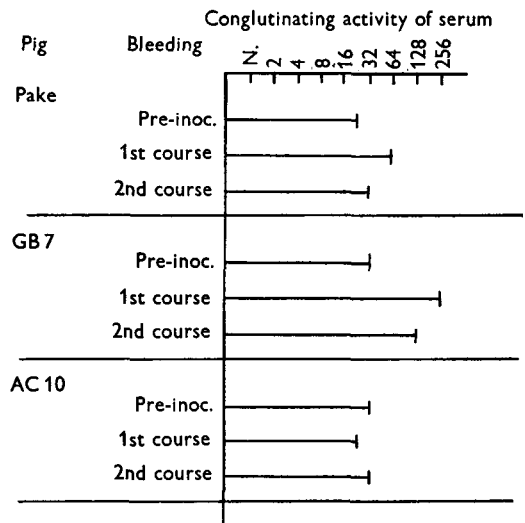 Conglutinating activity of serum
Pig Bleeding N. 2 4 8 16 32 64 128 256
Pake
Pre-inoc.
1st course
2nd course
GB 7
Pre-inoc.
1st course
2nd course
AC 10
Pre-inoc.
1st course
2nd course